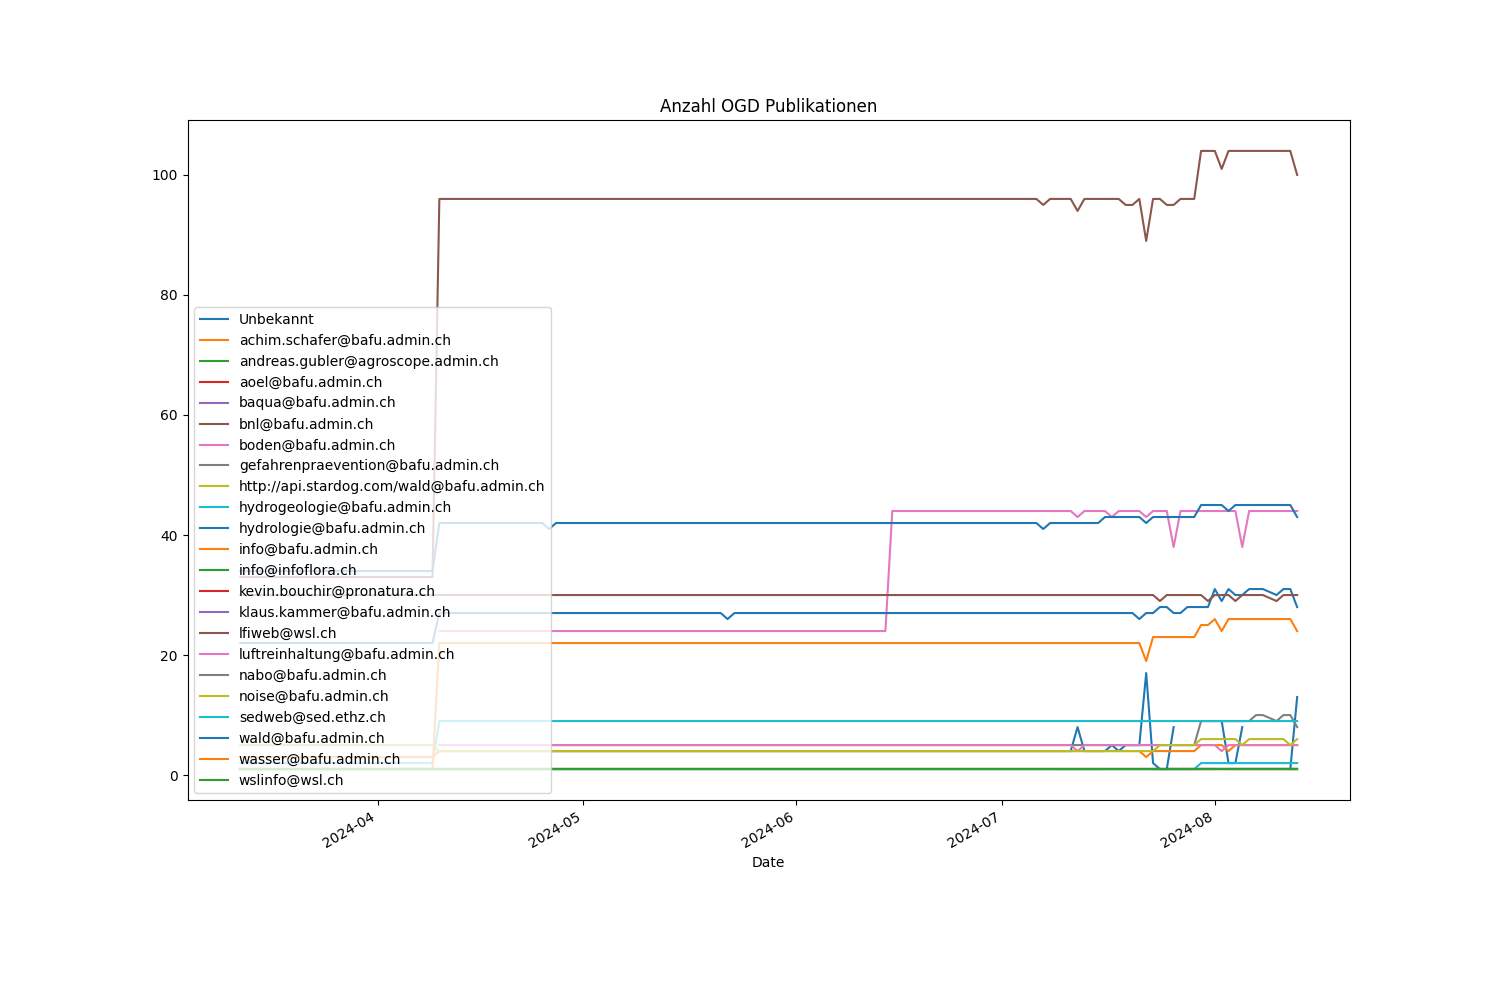 Anzahl OGD Publikationen
100
80
60
40
20
0
Unbekannt
achim.schafer@bafu.admin.ch
andreas.gubler@agroscope.admin.ch
aoel@bafu.admin.ch
baqua@bafu.admin.ch
bnl@bafu.admin.ch
boden@bafu.admin.ch
gefahrenpraevention@bafu.admin.ch
http://api.stardog.com/wald@bafu.admin.ch
hydrogeologie@bafu.admin.ch
hydrologie@bafu.admin.ch
info@bafu.admin.ch
info@infoflora.ch
kevin.bouchir@pronatura.ch
klaus.kammer@bafu.admin.ch
lfiweb@wsl.ch
luftreinhaltung@bafu.admin.ch
nabo@bafu.admin.ch
noise@bafu.admin.ch
sedweb@sed.ethz.ch
wald@bafu.admin.ch
wasser@bafu.admin.ch
wslinfo@wsl.ch
2024-04
2024-05
2024-06
2024-07
2024-08
Date